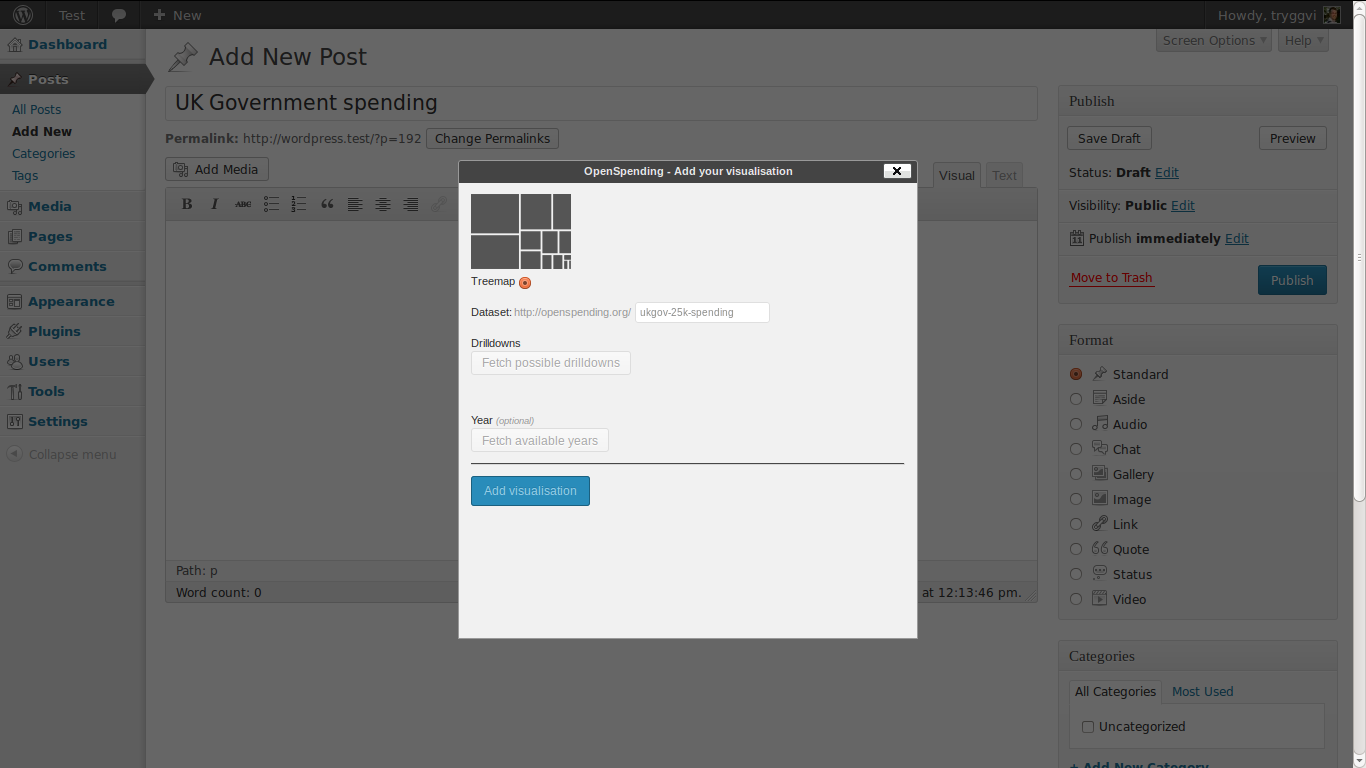 Test
New
Howdy, tryggvi
Dashboard
Posts
All Posts
Add New
Categories
Tags
Media
Pages
Comments
Appearance
Plugins
Users
Tools
Settings
Collapse menu
Screen Options
Help
Add New Post
UK Government spending
Permalink: http://wordpress.test/?p=192 Change Permalinks
Add Media
Visual Text
B I ABC
Path: p
Word count: 0
at 12:13:46 pm.
OpenSpending - Add your visualisation
Treemap
Dataset: http://openspending.org/ ukgov-25k-spending
Drilldowns
Fetch possible drilldowns
Year (optional)
Fetch available years
Add visualisation
Publish
Save Draft Preview
Status: Draft Edit
Visibility: Public Edit
Publish immediately Edit
Move to Trash Publish
Format
Standard
Aside
Audio
Chat
Gallery
Image
Link
Quote
Status
Video
Categories
All Categories Most Used
Uncategorized
+ Add New Category